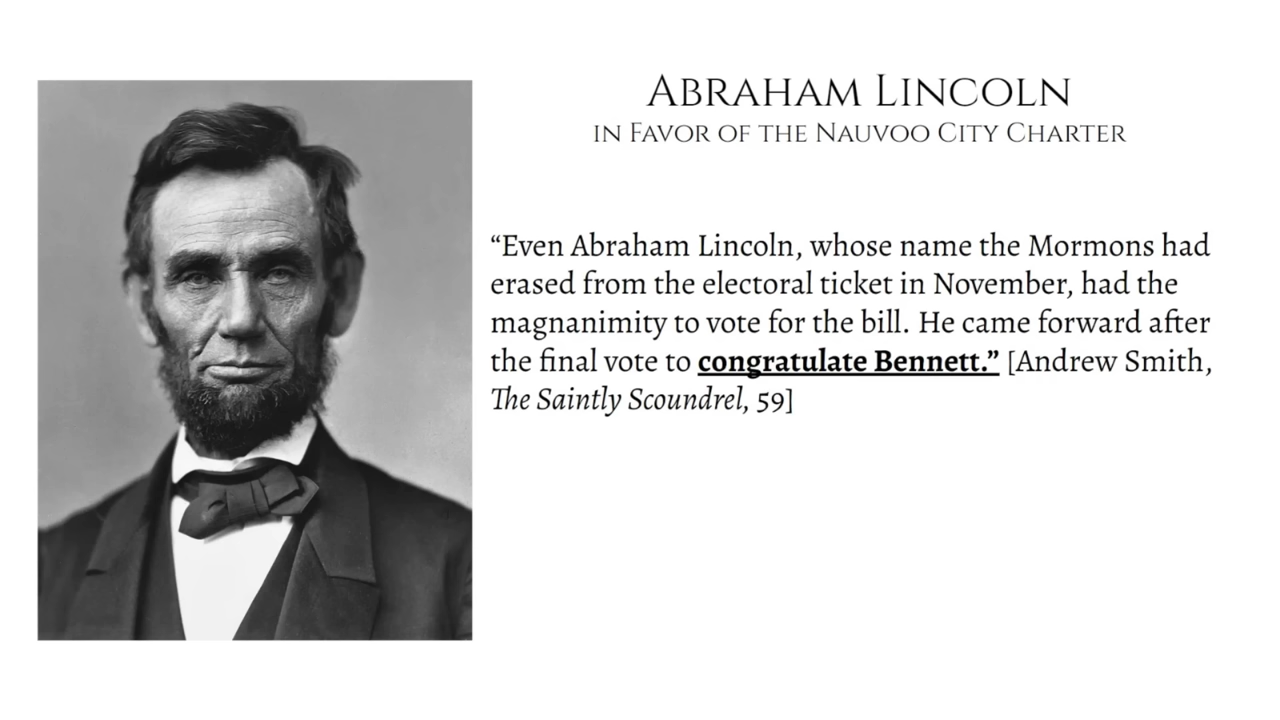 Abraham Lincoln
in Favor of the Nauvoo City Charter
“Even Abraham Lincoln, whose name the Mormons had
erased from the electoral ticket in November, had the
magnanimity to vote for the bill. He came forward after
the final vote to congratulate Bennett.” [Andrew Smith,
The Saintly Scoundrel, 59]